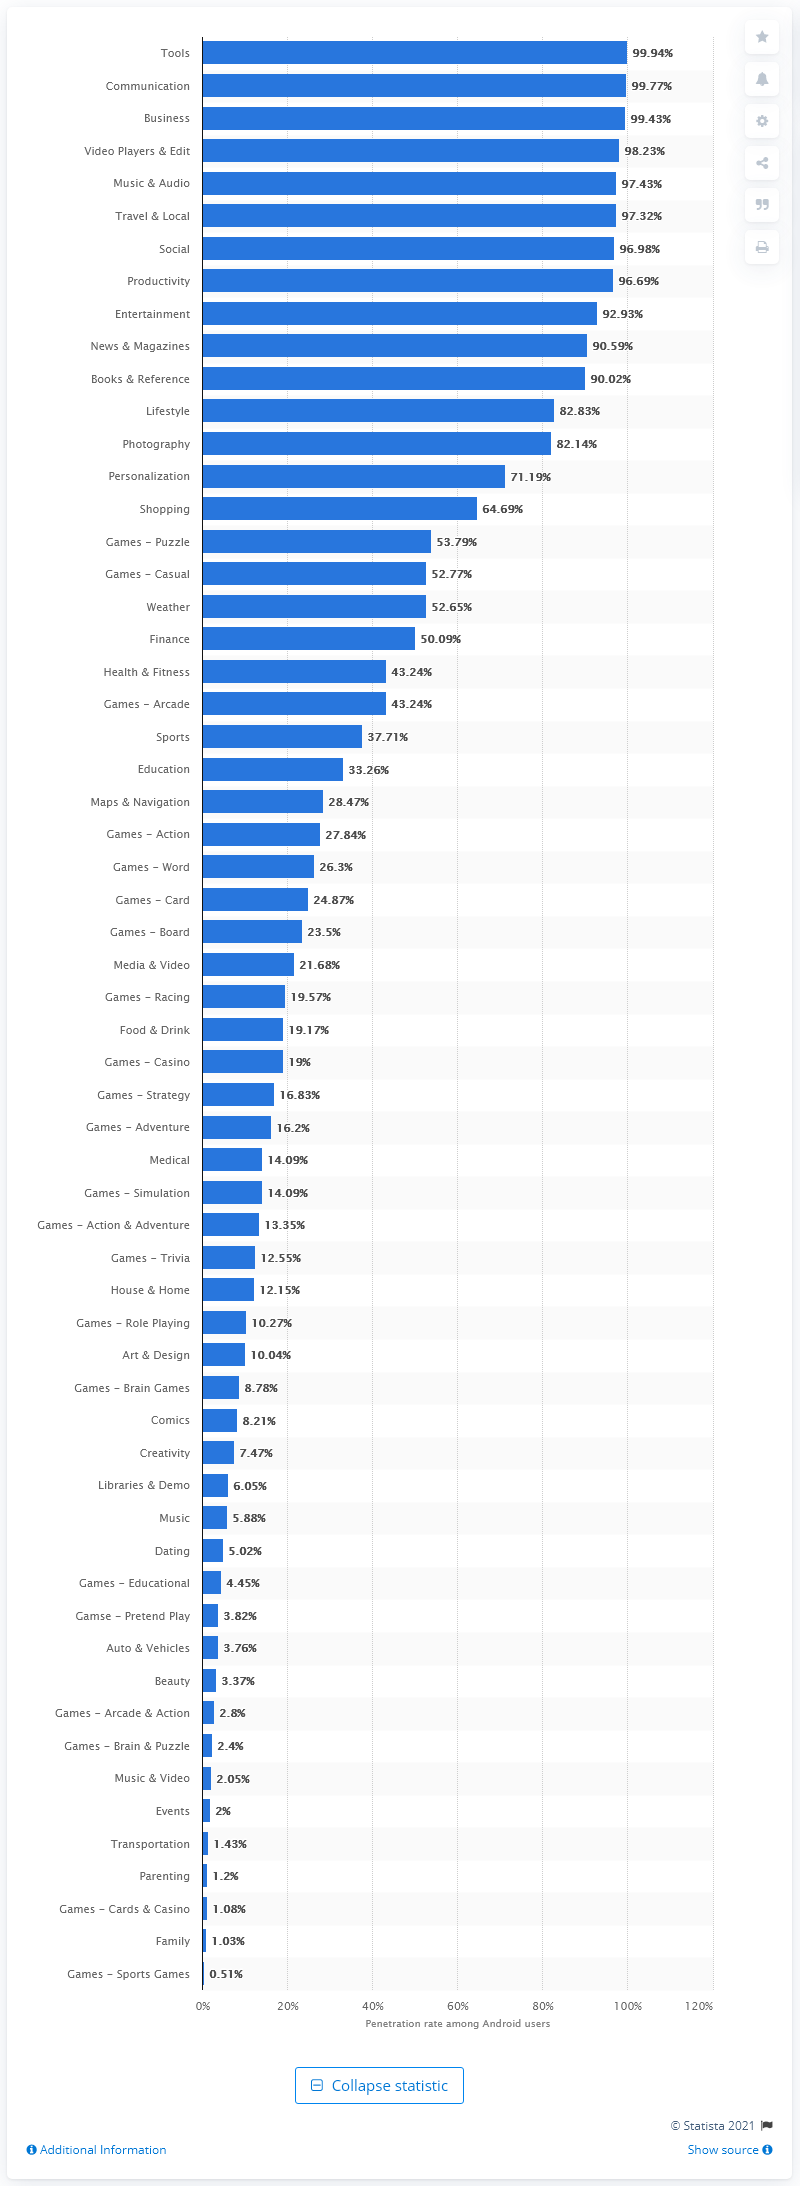 Tools 99.94%
Communication 99.77%
Business 99.43%
Video Players & Edit 98.23%
Music & Audio 97.43%
Travel & Local 97.32%
Social 96.98%
Productivity 96.69%
Entertainment 92.93%
News & Magazines 90.59%
Books & Reference 90.02%
Lifestyle 82.83%
Photography 82.14%
Personalization 71.19%
Shopping 64.69%
Games – Puzzle 53.79%
Games – Casual 52.77%
Weather 52.65%
Finance 50.09%
Health & Fitness 43.24%
Games – Arcade 43.24%
Sports 37.71%
Education 33.26%
Maps & Navigation 28.47%
Games – Action 27.84%
Games – Word 26.3%
Games – Card 24.87%
Games – Board 23.5%
Media & Video 21.68%
Games – Racing 19.57%
Food & Drink 19.17%
Games – Casino 19%
Games – Strategy 16.83%
Games – Adventure 16.2%
Medical 14.09%
Games – Simulation 14.09%
Games – Action & Adventure 13.35%
Games – Trivia 12.55%
House & Home 12.15%
Games – Role Playing 10.27%
Art & Design 10.04%
Games – Brain Games 8.78%
Comics 8.21%
Creativity 7.47%
Libraries & Demo 6.05%
Music 5.88%
Dating 5.02%
Games – Educational 4.45%
Gamse – Pretend Play 3.82%
Auto & Vehicles 3.76%
Beauty 3.37%
Games – Arcade & Action 2.8%
Games – Brain & Puzzle 2.4%
Music & Video 2.05%
Events 2%
Transportation 1.43%
Parenting 1.2%
Games – Cards & Casino 1.08%
Family 1.03%
Games – Sports Games 0.51%
0% 20% 40% 60% 80% 100% 120%
Penetration rate among Android users
Collapse statistic
© Statista 2021
Additional Information Show source